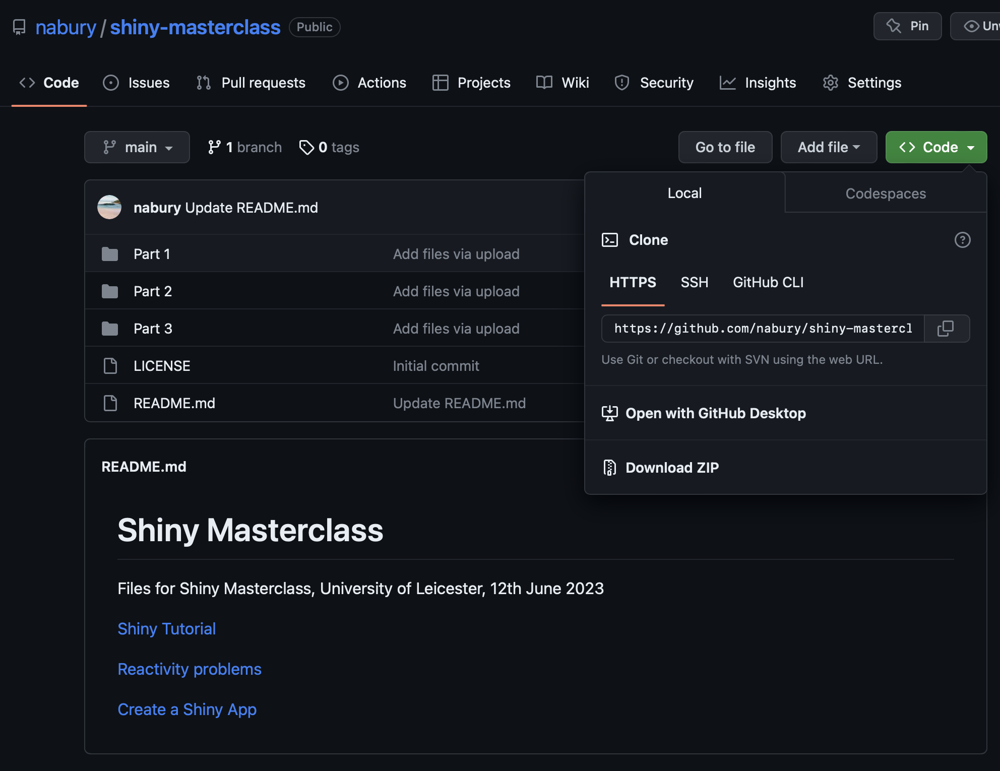 nabury / shiny-masterclass Public Pin
Code Issues Pull requests Actions Projects Wiki Security Insights Settings
main 1 branch 0 tags Go to file Add file Code
nabury Update README.md
Part 1 Add files via upload
Part 2 Add files via upload
Part 3 Add files via upload
LICENSE Initial commit
README.md Update README.md
Local Codespaces
Clone
HTTPS SSH GitHub CLI
https://github.com/nabury/shiny-mastercl
Use Git or checkout with SVN using the web URL.
Open with GitHub Desktop
Download ZIP
README.md
Shiny Masterclass
Files for Shiny Masterclass, University of Leicester, 12th June 2023
Shiny Tutorial
Reactivity problems
Create a Shiny App